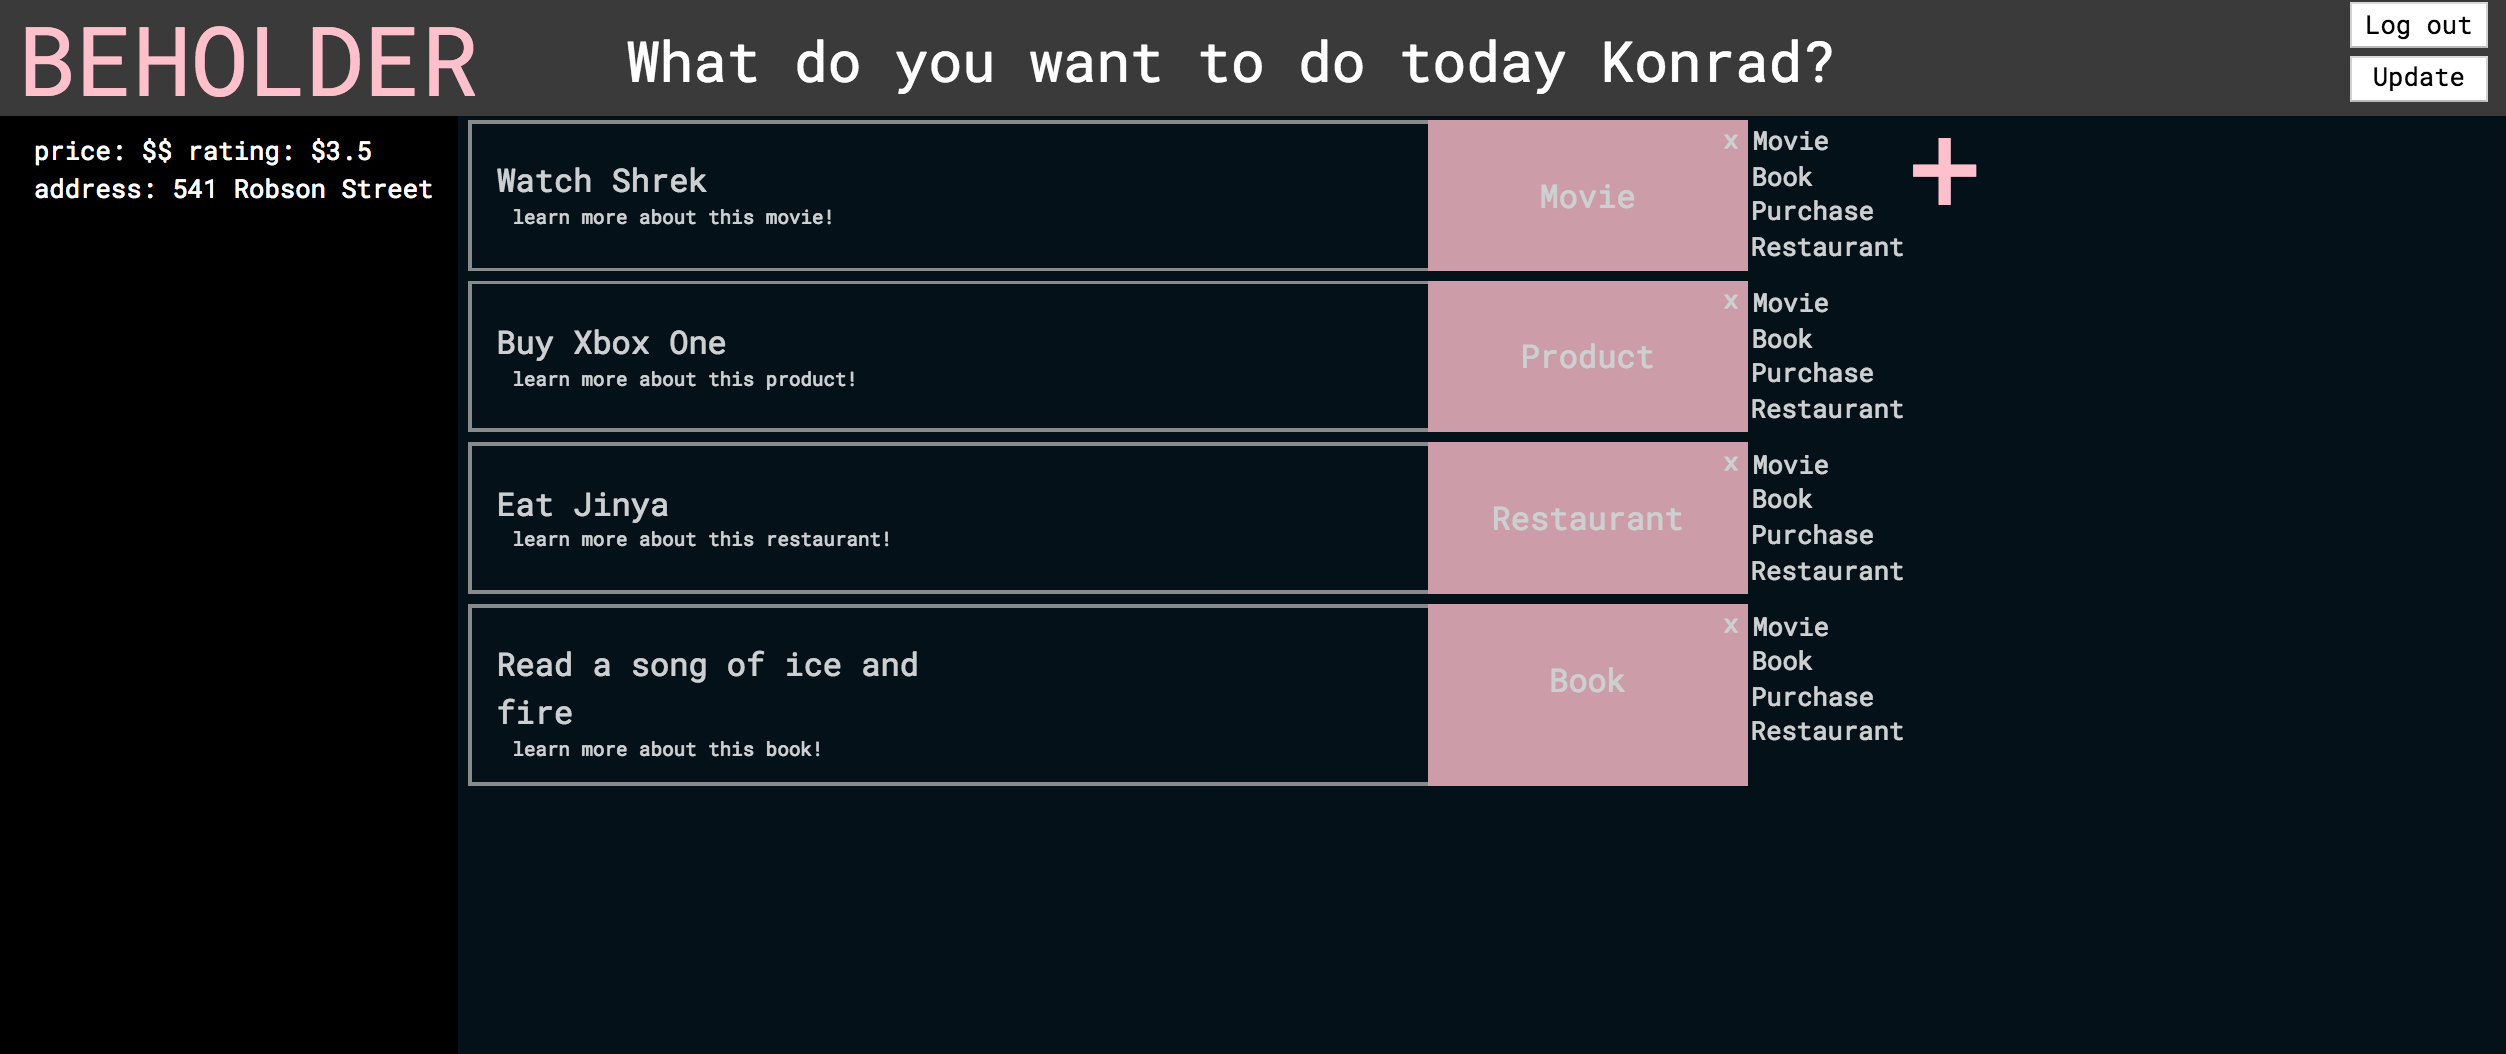 BEHOLDER
What do you want to do today Konrad?
Log out
Update
price: $$ rating: $3.5
address: 541 Robson Street
Watch Shrek
learn more about this movie!
Movie
x
Movie
Book
Purchase
Restaurant
+
Buy Xbox One
learn more about this product!
Product
x
Movie
Book
Purchase
Restaurant
Eat Jinya
learn more about this restaurant!
Restaurant
x
Movie
Book
Purchase
Restaurant
Read a song of ice and
fire
learn more about this book!
Book
x
Movie
Book
Purchase
Restaurant